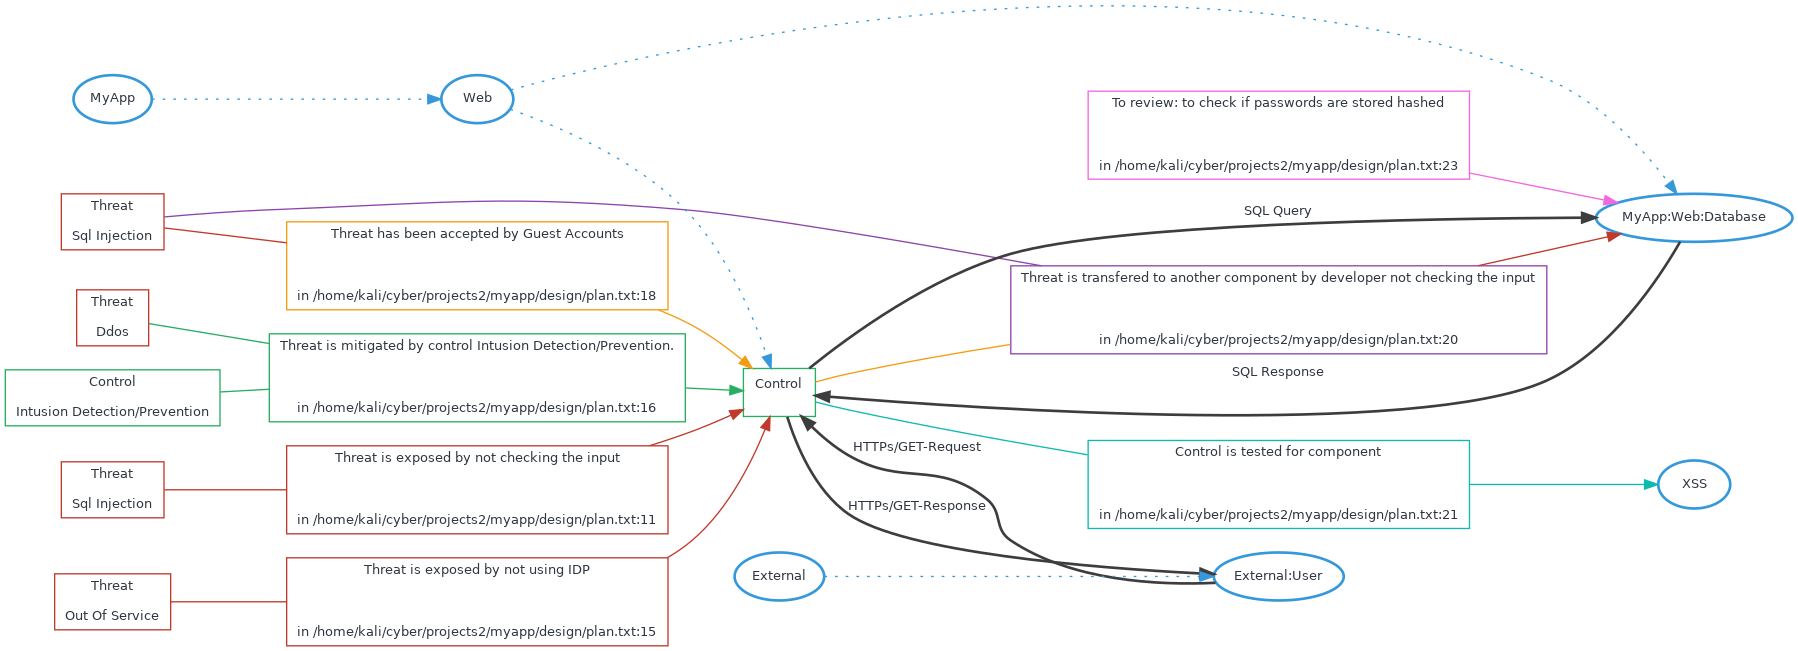 MyApp
Web
To review: to check if passwords are stored hashed
in /home/kali/cyber/projects2/myapp/design/plan.txt:23
Threat
Sql Injection
Threat has been accepted by Guest Accounts
in /home/kali/cyber/projects2/myapp/design/plan.txt:18
SQL Query
MyApp:Web:Database
Threat is transfered to another component by developer not checking the input
in /home/kali/cyber/projects2/myapp/design/plan.txt:20
Threat
Ddos
Threat is mitigated by control Intusion Detection/Prevention.
in /home/kali/cyber/projects2/myapp/design/plan.txt:16
Control
Intusion Detection/Prevention
Control
SQL Response
Threat
Sql Injection
Threat is exposed by not checking the input
in /home/kali/cyber/projects2/myapp/design/plan.txt:11
HTTPs/GET-Request
HTTPs/GET-Response
Control is tested for component
in /home/kali/cyber/projects2/myapp/design/plan.txt:21
XSS
Threat
Out Of Service
Threat is exposed by not using IDP
in /home/kali/cyber/projects2/myapp/design/plan.txt:15
External
External:User